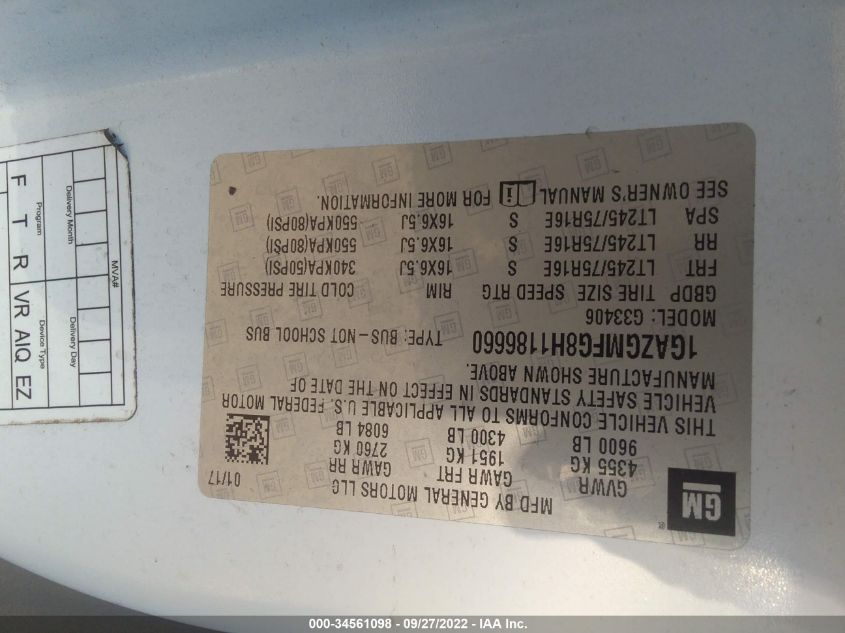 GM
MFD BY GENERAL MOTORS LLC
01/17
GVWR GAWR FRT GAWR RR
4355 KG 1951 KG 2760 KG
9600 LB 4300 LB 6084 LB
THIS VEHICLE CONFORMS TO ALL APPLICABLE U.S. FEDERAL MOTOR
VEHICLE SAFETY STANDARDS IN EFFECT ON THE DATE OF
MANUFACTURE SHOWN ABOVE.
1GAZGMFG8H1186660 TYPE: BUS-NOT SCHOOL BUS
MODEL: G33406
GBDP TIRE SIZE SPEED RTG RIM COLD TIRE PRESSURE
FRT LT245/75R16E S 16X6.5J 340KPA(50PSI)
RR LT245/75R16E S 16X6.5J 550KPA(80PSI)
SPA LT245/75R16E S 16X6.5J 550KPA(80PSI)
SEE OWNER'S MANUAL FOR MORE INFORMATION.
MVA#
Delivery Month
Delivery Day
Program
Device Type
F T R VR AIQ EZ
000-34561098 - 09/27/2022 - IAA Inc.